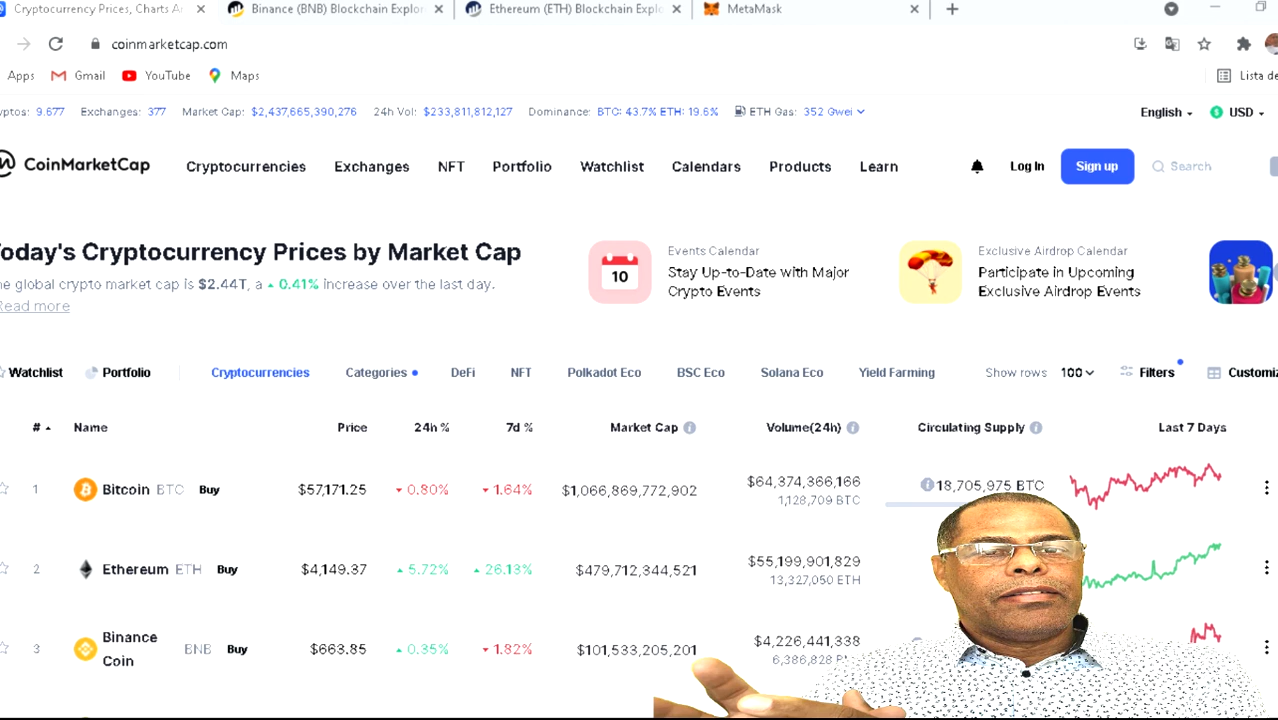 Cryptocurrency Prices, Charts A
Binance (BNB) Blockchain Explor
Ethereum (ETH) Blockchain Explo
MetaMask
coinmarketcap.com
Apps Gmail YouTube Maps Lista de
yptos: 9.677 Exchanges: 377 Market Cap: $2,437,665,390,276 24h Vol: $233,811,812,127 Dominance: BTC: 43.7% ETH: 19.6% ETH Gas: 352 Gwei English USD
CoinMarketCap Cryptocurrencies Exchanges NFT Portfolio Watchlist Calendars Products Learn Log In Sign up Search
oday's Cryptocurrency Prices by Market Cap
e global crypto market cap is $2.44T, a 0.41% increase over the last day.
Read more
10
Events Calendar
Stay Up-to-Date with Major
Crypto Events
Exclusive Airdrop Calendar
Participate in Upcoming
Exclusive Airdrop Events
Watchlist Portfolio Cryptocurrencies Categories DeFi NFT Polkadot Eco BSC Eco Solana Eco Yield Farming Show rows 100 Filters Customiz
# Name Price 24h % 7d % Market Cap Volume(24h) Circulating Supply Last 7 Days
1 Bitcoin BTC Buy $57,171.25 0.80% 1.64% $1,066,869,772,902 $64,374,366,166 18,705,975 BTC
1,128,709 BTC
2 Ethereum ETH Buy $4,149.37 5.72% 26.13% $479,712,344,521 $55,199,901,829
13,327,050 ETH
3 Binance Coin BNB Buy $663.85 0.35% 1.82% $101,533,205,201 $4,226,441,338
6,386,828